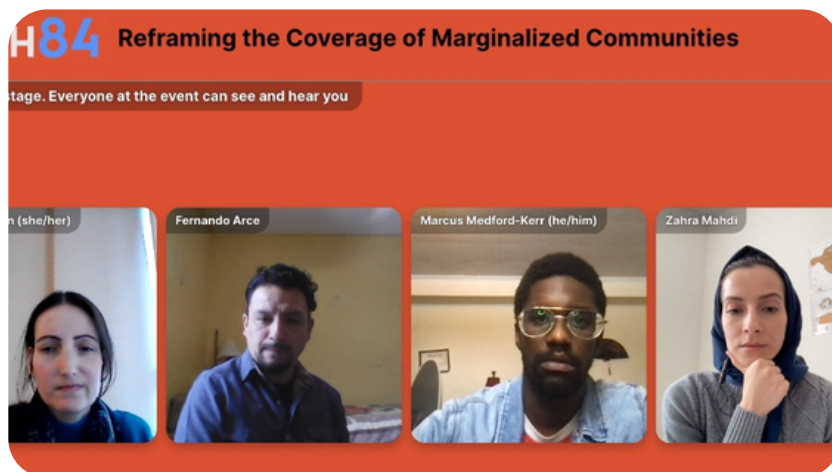 H84 Reframing the Coverage of Marginalized Communities
stage. Everyone at the event can see and hear you
n (she/her)
Fernando Arce
Marcus Medford-Kerr (he/him)
Zahra Mahdi